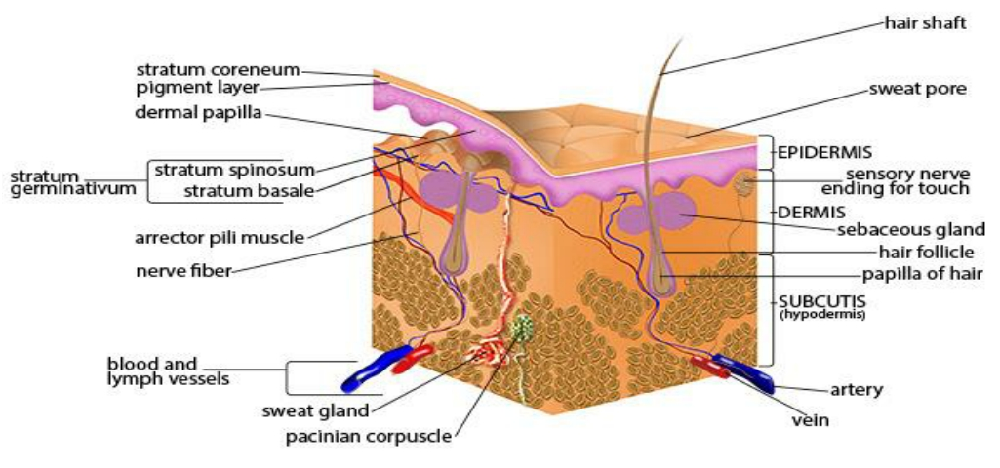 hair shaft
stratum coreneum
pigment layer
sweat pore
dermal papilla
EPIDERMIS
stratum spinosum
stratum
germinativum
stratum basale
sensory nerve
ending for touch
DERMIS
arrector pili muscle
sebaceous gland
hair follicle
nerve fiber
papilla of hair
SUBCUTIS
(hypodermis)
blood and
lymph vessels
artery
sweat gland
vein
pacinian corpuscle